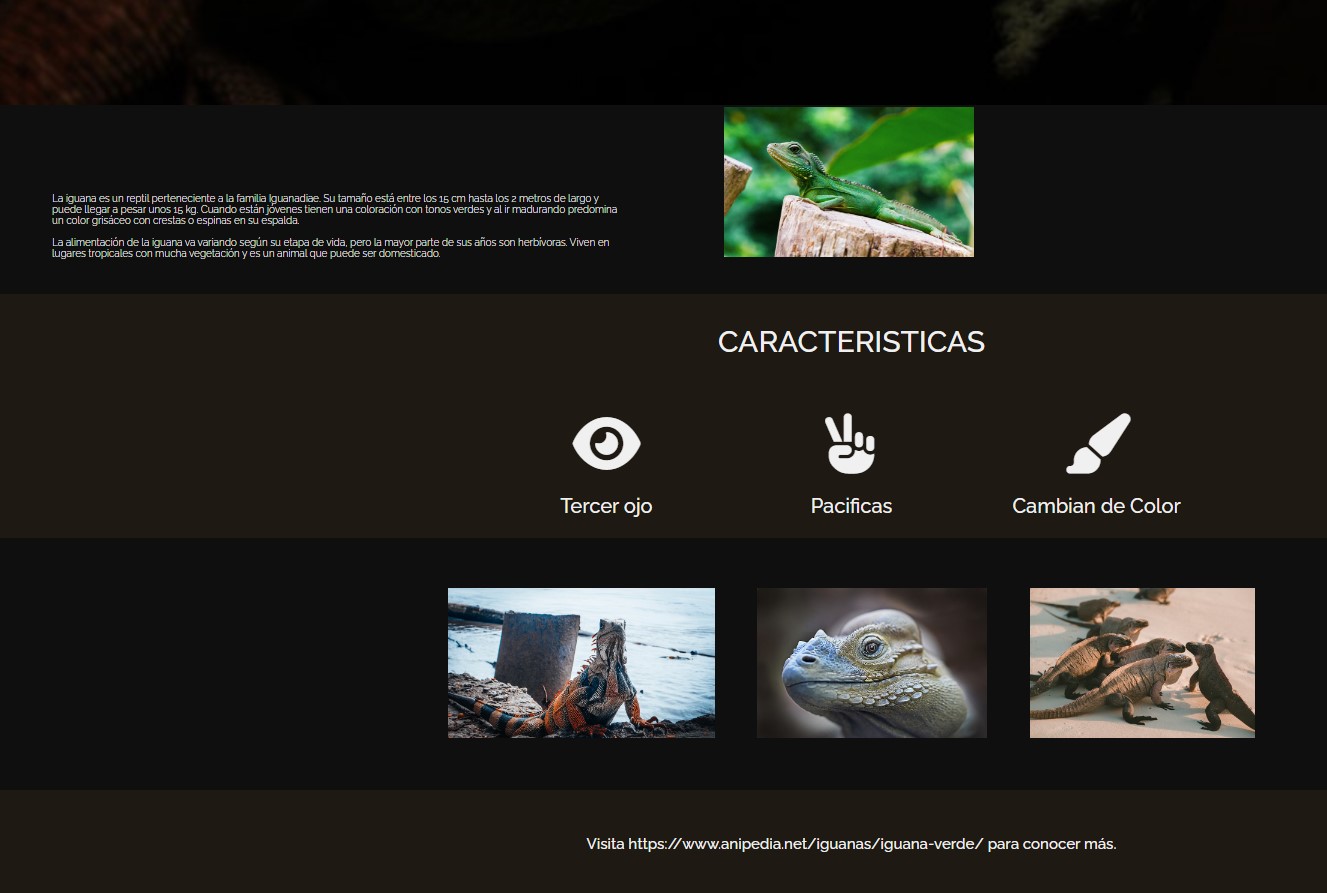 La iguana es un reptil perteneciente a la familia Iguanadiae. Su tamaño está entre los 15 cm hasta los 2 metros de largo y
puede llegar a pesar unos 15 kg. Cuando están jóvenes tienen una coloración con tonos verdes y al ir madurando predomina
un color grisáceo con crestas o espinas en su espalda.
La alimentación de la iguana va variando según su etapa de vida, pero la mayor parte de sus años son herbívoras. Viven en
lugares tropicales con mucha vegetación y es un animal que puede ser domesticado.
CARACTERISTICAS
Tercer ojo
Pacificas
Cambian de Color
Visita https://www.anipedia.net/iguanas/iguana-verde/ para conocer más.